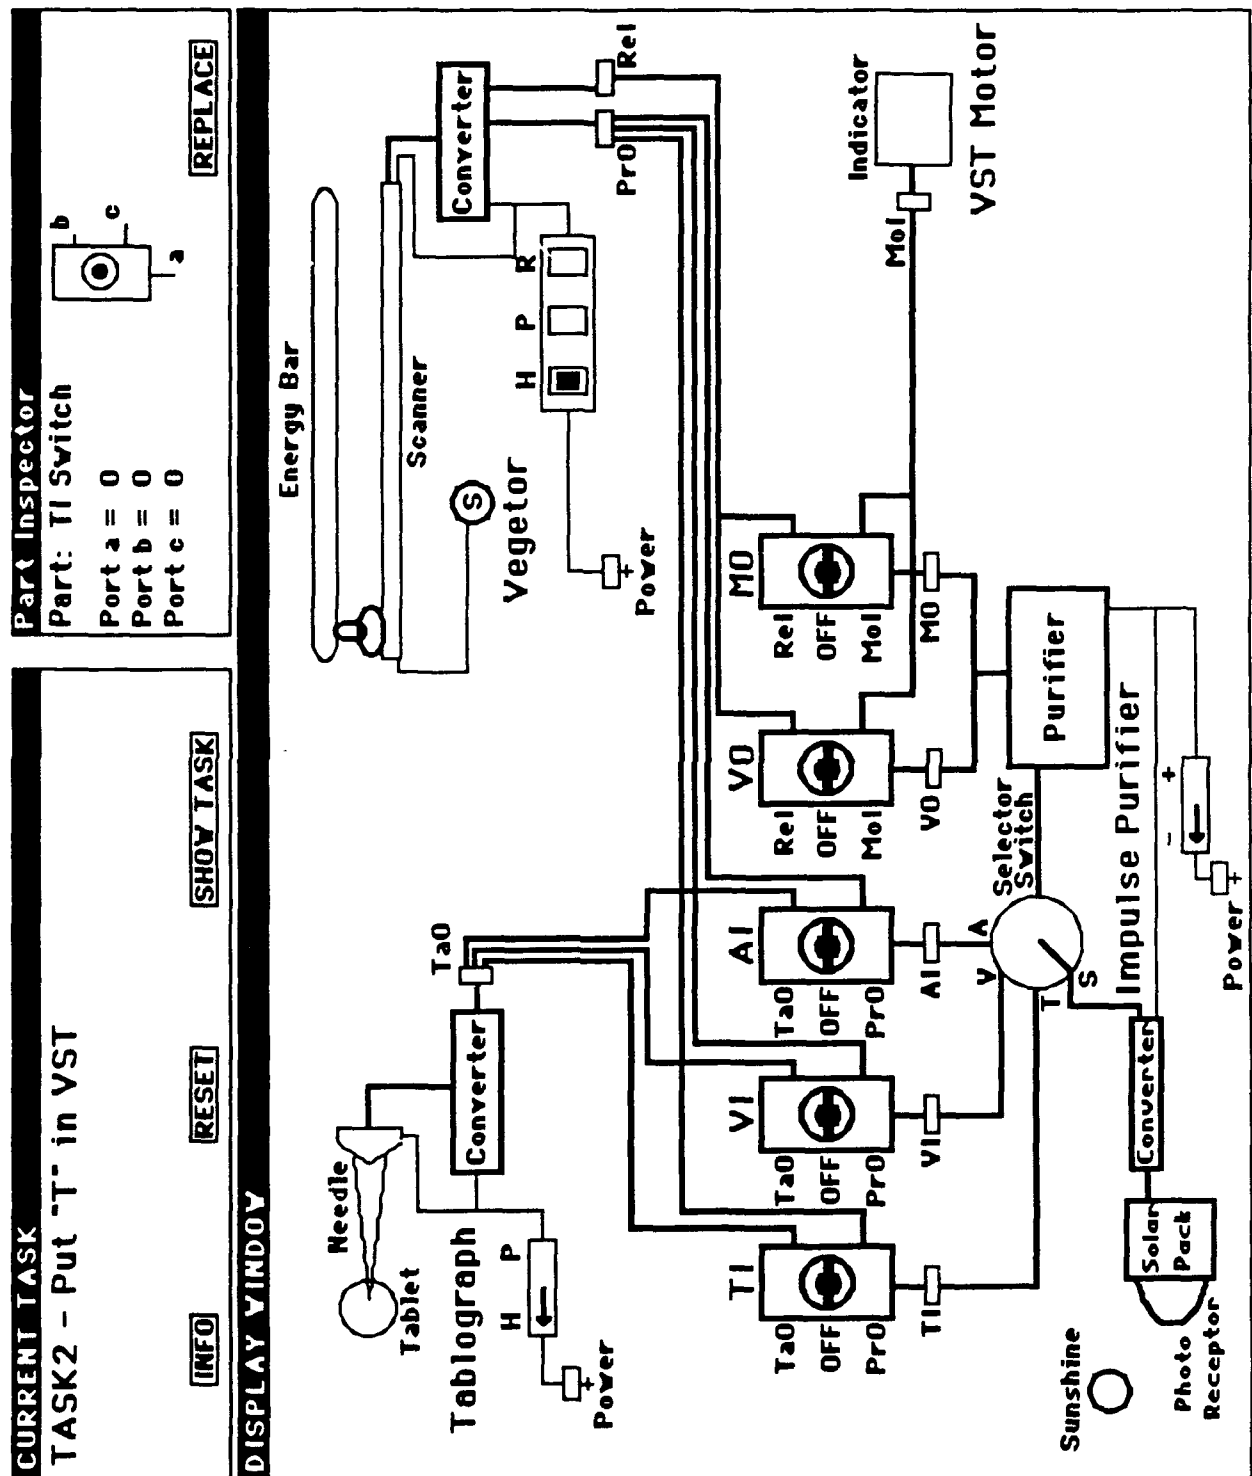 CURRENT TASK
TASK2 – Put "T" in VST
INFO
RESET
SHOW TASK
Part Inspector
Part: TI Switch
Port a = 0
Port b = 0
Port c = 0
b
c
a
REPLACE
DISPLAY WINDOW
Needle
Tablet
Tablograph
H P
Power
Converter
TaO
Energy Bar
Scanner
S
Vegetor
H P R
Power
Converter
PrO
Rel
TI
TaO
OFF
PrO
TI
VI
TaO
OFF
PrO
VI
AI
TaO
OFF
PrO
AI
VO
Rel
OFF
Mol
VO
MO
Rel
OFF
Mol
MO
Mol
Indicator
VST Motor
Sunshine
Photo
Receptor
Solar
Pack
Converter
T
V
A
S
Selector
Switch
Purifier
Impulse Purifier
- +
Power